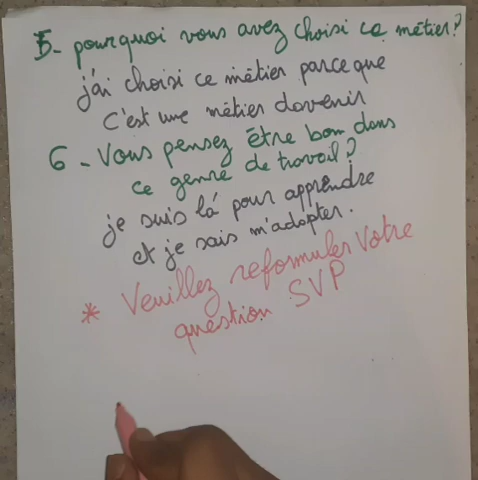 5- pourquoi vous avez choisi ce métier?
j'ai choisi ce métier parce que
c'est une métier davenir
6 - Vous pensez être bon dans
ce genre de travail?
je suis là pour apprendre
et je sais m'adapter.
* Veuillez reformuler Votre
question SVP